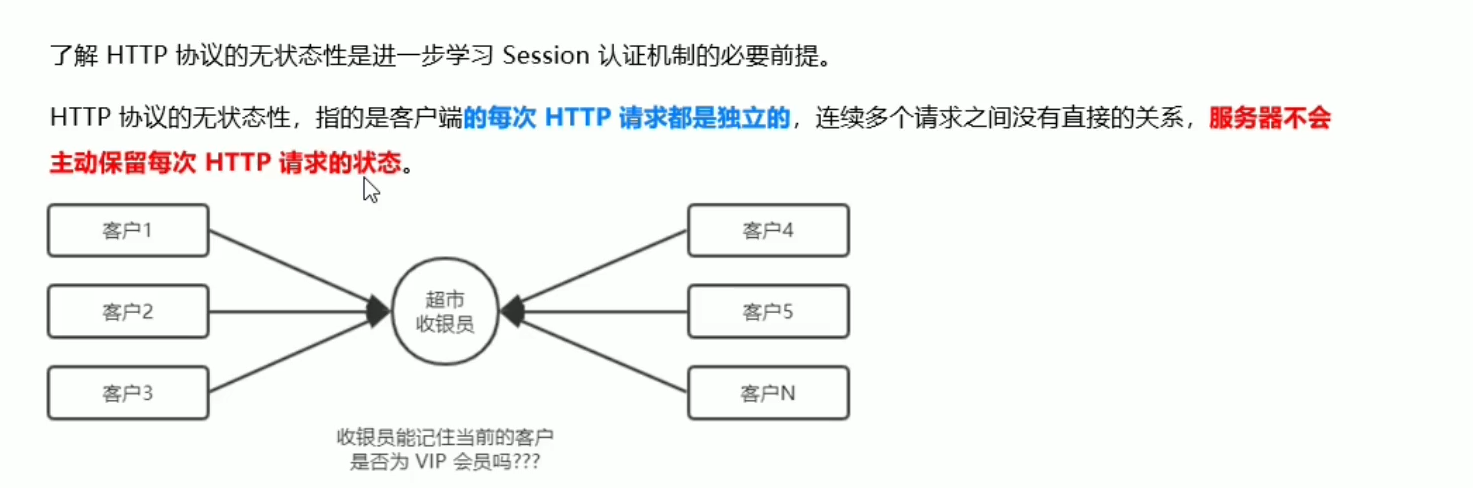 了解 HTTP 协议的无状态性是进一步学习 Session 认证机制的必要前提。
HTTP 协议的无状态性，指的是客户端的每次 HTTP 请求都是独立的，连续多个请求之间没有直接的关系，服务器不会
主动保留每次 HTTP 请求的状态。
客户1
客户2
客户3
超市
收银员
客户4
客户5
客户N
收银员能记住当前的客户
是否为 VIP 会员吗???